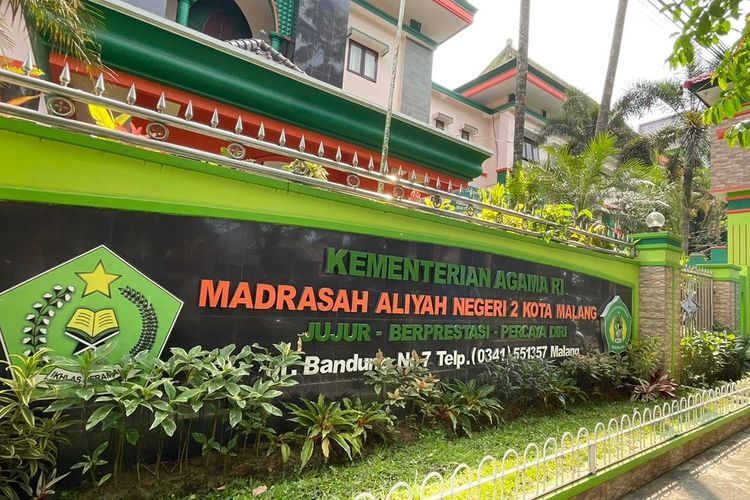 KEMENTERIAN AGAMA RI
MADRASAH ALIYAH NEGERI 2 KOTA MALANG
JUJUR - BERPRESTASI - PERCAYA DIRI
Bandung No. 7 Telp. (0341) 551357 Malang
IKHLAS